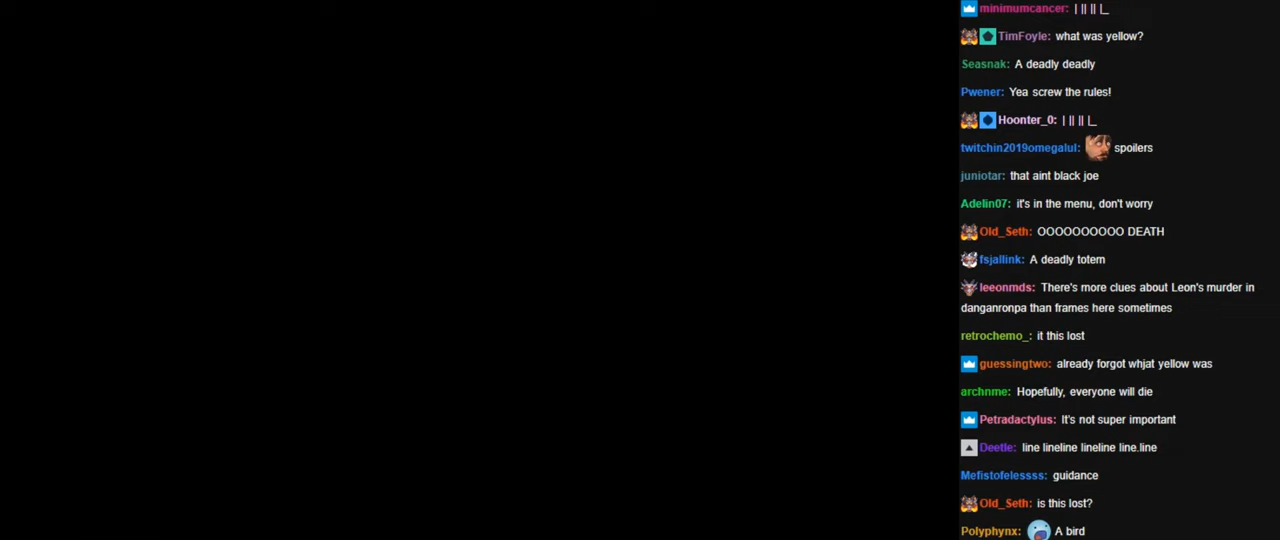 minimumcancer: | || || |_
TimFoyle: what was yellow?
Seasnak: A deadly deadly
Pwener: Yea screw the rules!
Hoonter_0: | || || |_
twitchin2019omegalul: spoilers
juniotar: that aint black joe
Adelin07: it's in the menu, don't worry
Old_Seth: OOOOOOOOOO DEATH
fsjallink: A deadly totem
leeonmds: There's more clues about Leon's murder in
danganronpa than frames here sometimes
retrochemo_: it this lost
guessingtwo: already forgot whjat yellow was
archnme: Hopefully, everyone will die
Petradactylus: It's not super important
Deetle: line lineline lineline line.line
Mefistofelessss: guidance
Old_Seth: is this lost?
Polyphynx: A bird